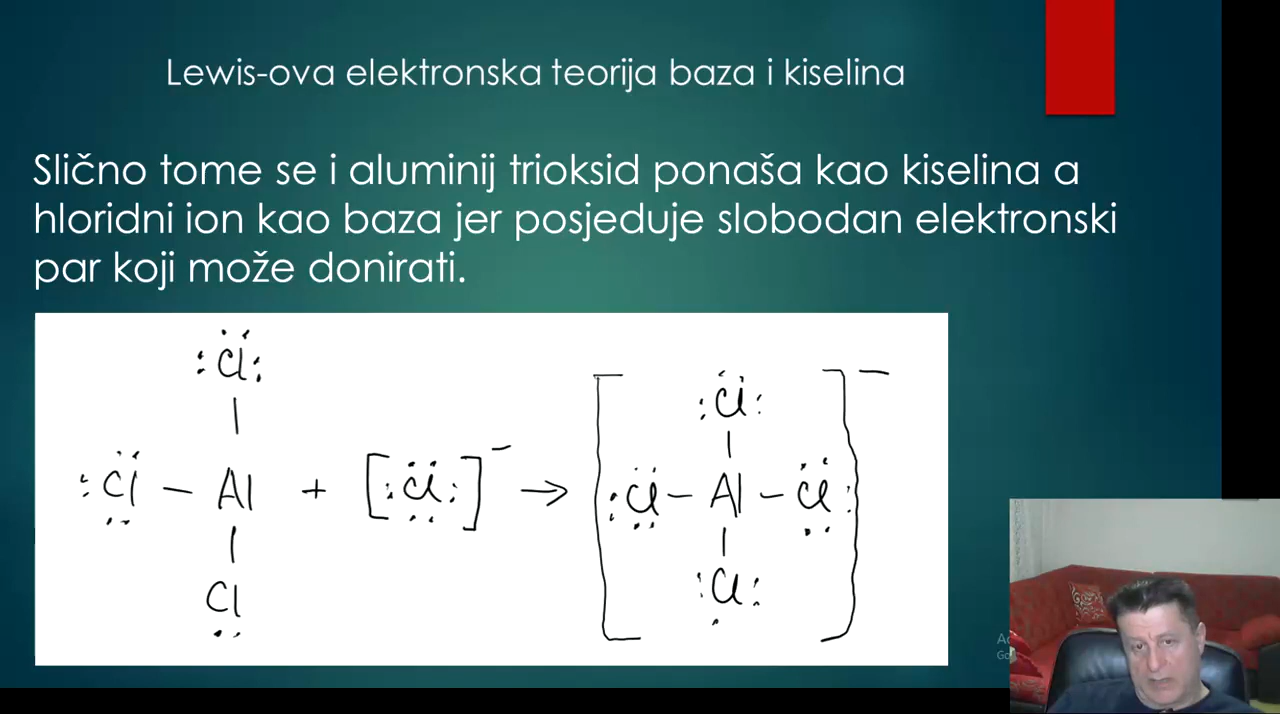 Lewis-ova elektronska teorija baza i kiselina
Slično tome se i aluminij trioksid ponaša kao kiselina a
hloridni ion kao baza jer posjeduje slobodan elektronski
par koji može donirati.
:Cl:
|
:Cl – Al + [:Cl:]⁻ → [:Cl – Al – Cl:]⁻
|
Cl
:Cl:
|
|
:Cl: